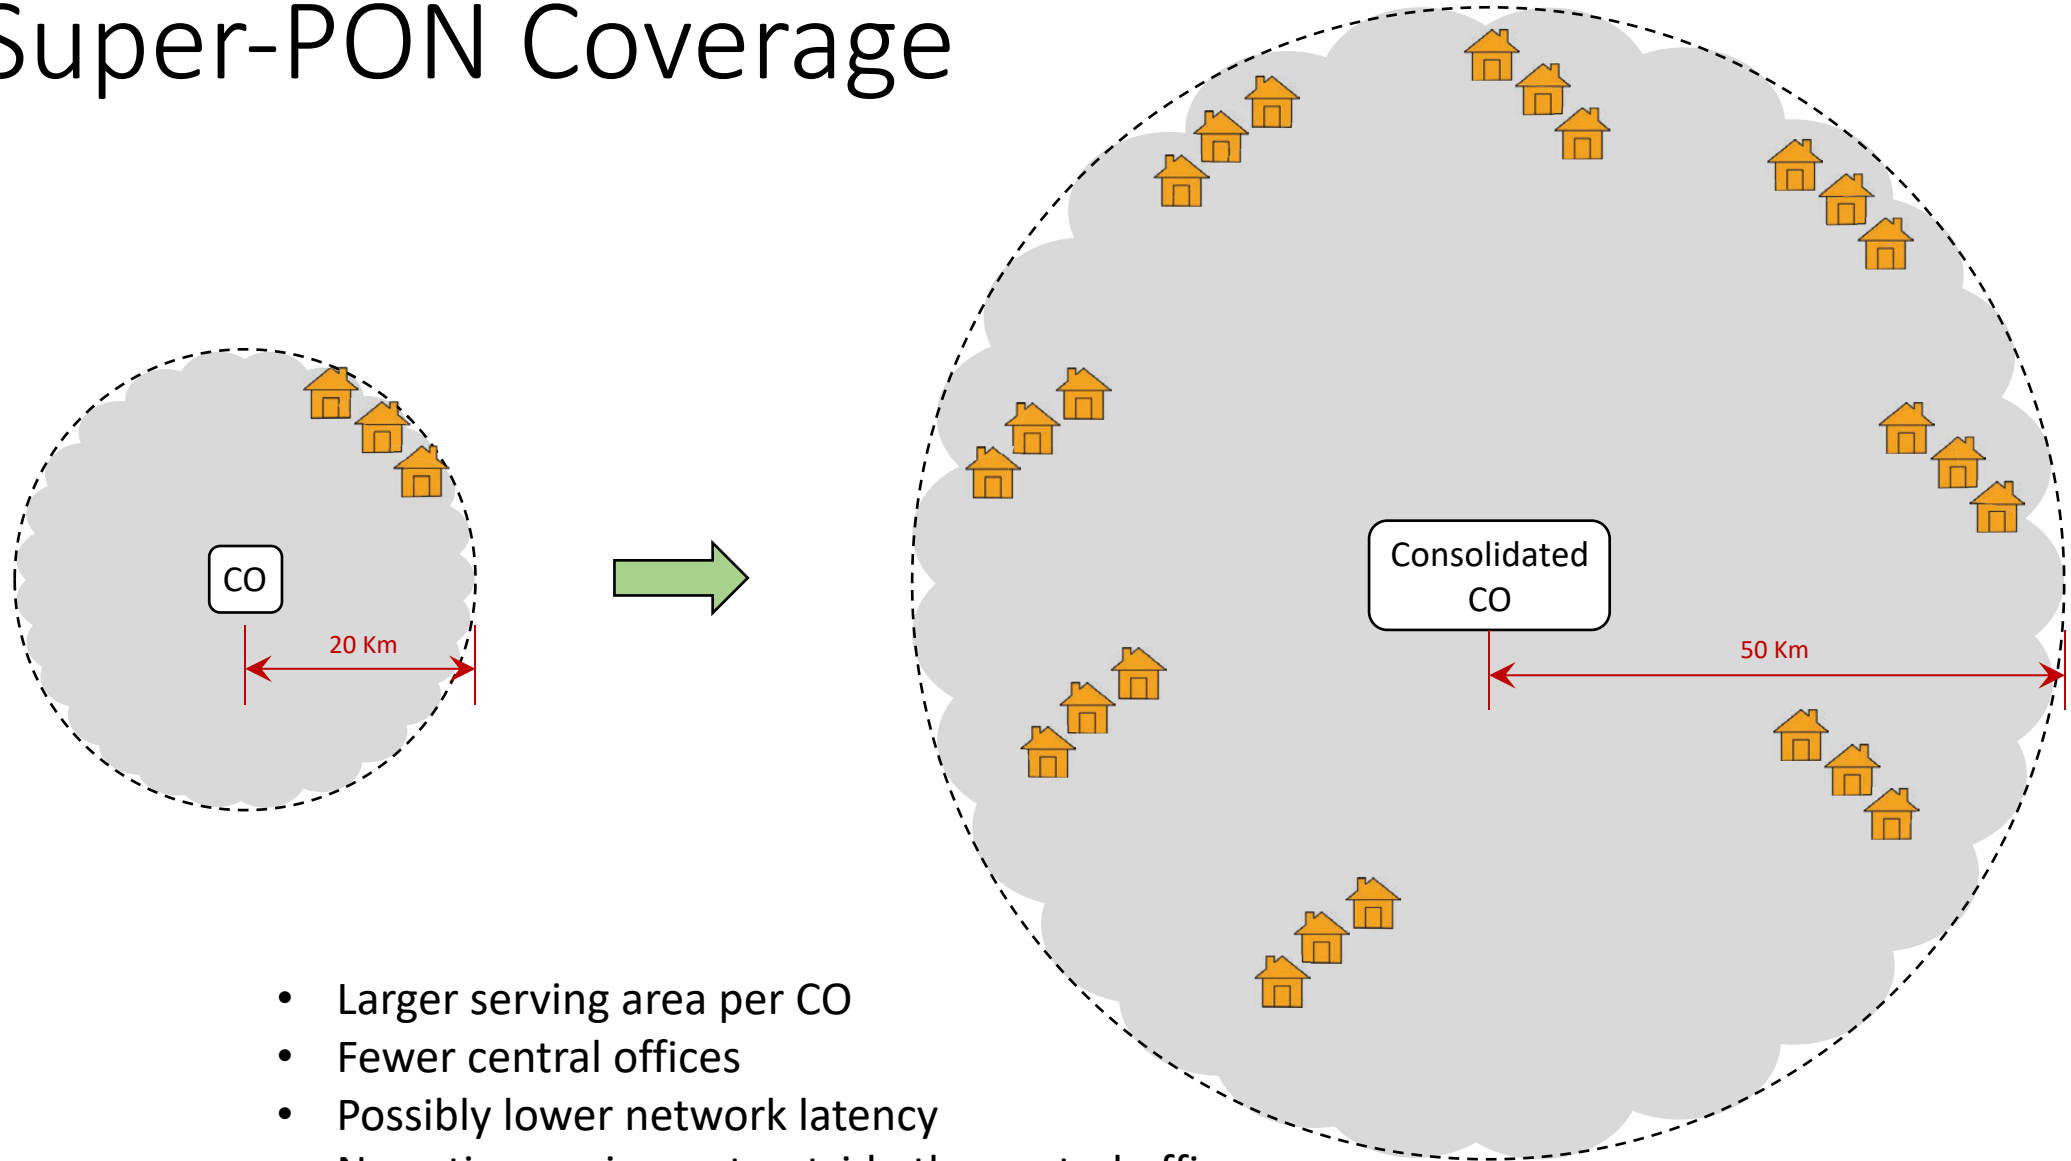 Super-PON Coverage
CO
20 Km
Consolidated
CO
50 Km
• Larger serving area per CO
• Fewer central offices
• Possibly lower network latency